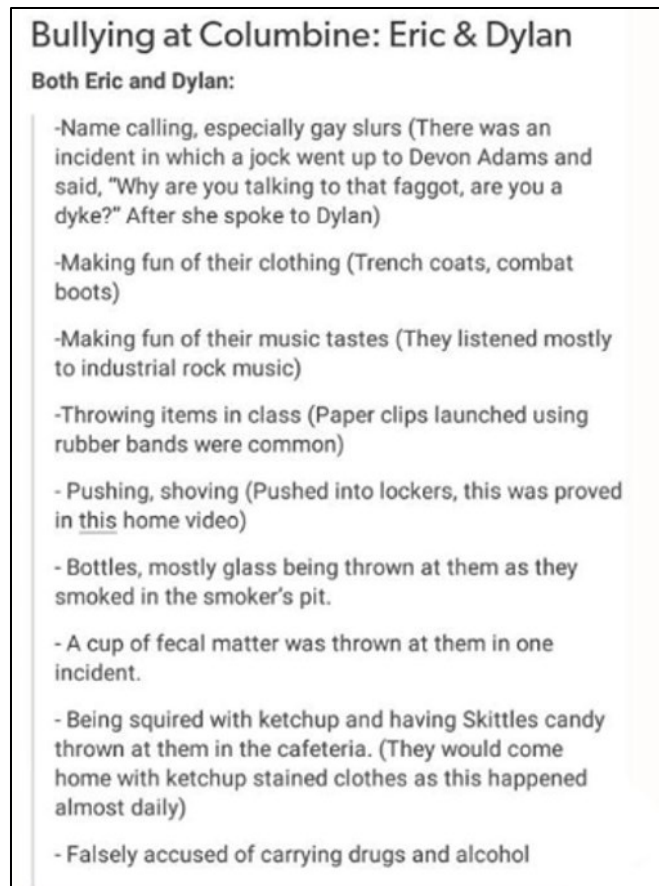 Bullying at Columbine: Eric & Dylan
Both Eric and Dylan:
-Name calling, especially gay slurs (There was an
incident in which a jock went up to Devon Adams and
said, "Why are you talking to that faggot, are you a
dyke?" After she spoke to Dylan)
-Making fun of their clothing (Trench coats, combat
boots)
-Making fun of their music tastes (They listened mostly
to industrial rock music)
-Throwing items in class (Paper clips launched using
rubber bands were common)
- Pushing, shoving (Pushed into lockers, this was proved
in this home video)
- Bottles, mostly glass being thrown at them as they
smoked in the smoker's pit.
- A cup of fecal matter was thrown at them in one
incident.
- Being squired with ketchup and having Skittles candy
thrown at them in the cafeteria. (They would come
home with ketchup stained clothes as this happened
almost daily)
- Falsely accused of carrying drugs and alcohol